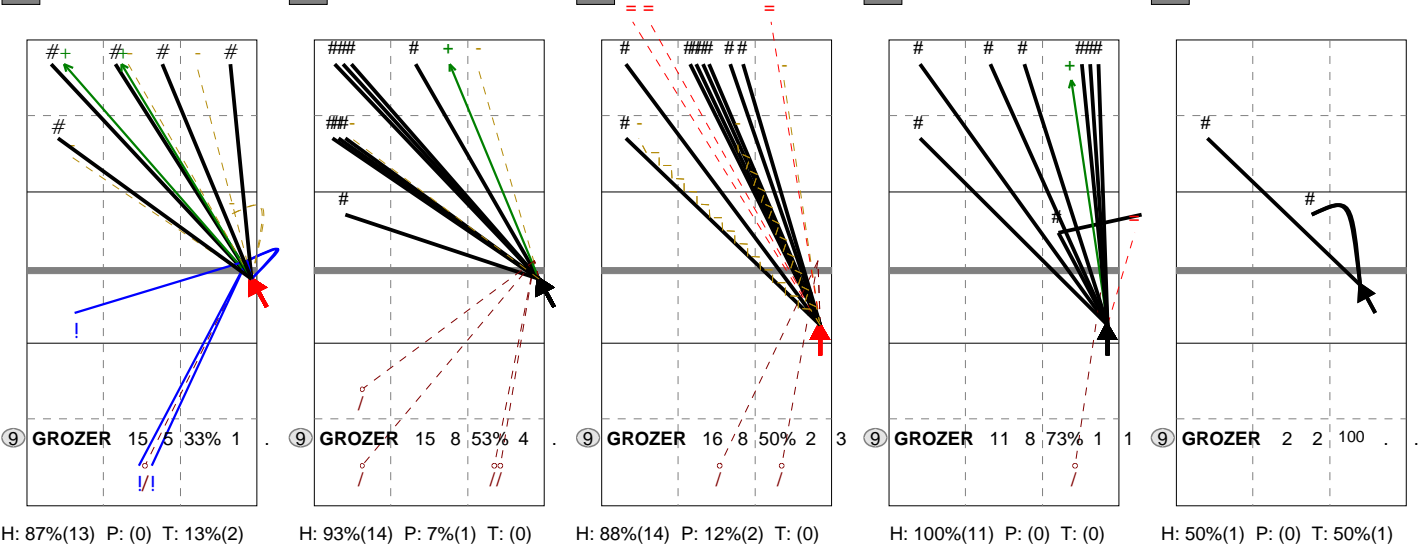 = = =
# + # + - # - # ### # + - # #### ## - # # # + ### #
# ### - # - - # # #
# = #
! / / / / / / / !!
9 GROZER 15 5 33% 1 . 9 GROZER 15 8 53% 4 . 9 GROZER 16 8 50% 2 3 9 GROZER 11 8 73% 1 1 9 GROZER 2 2 100 . .
H: 87%(13) P: (0) T: 13%(2) H: 93%(14) P: 7%(1) T: (0) H: 88%(14) P: 12%(2) T: (0) H: 100%(11) P: (0) T: (0) H: 50%(1) P: (0) T: 50%(1)